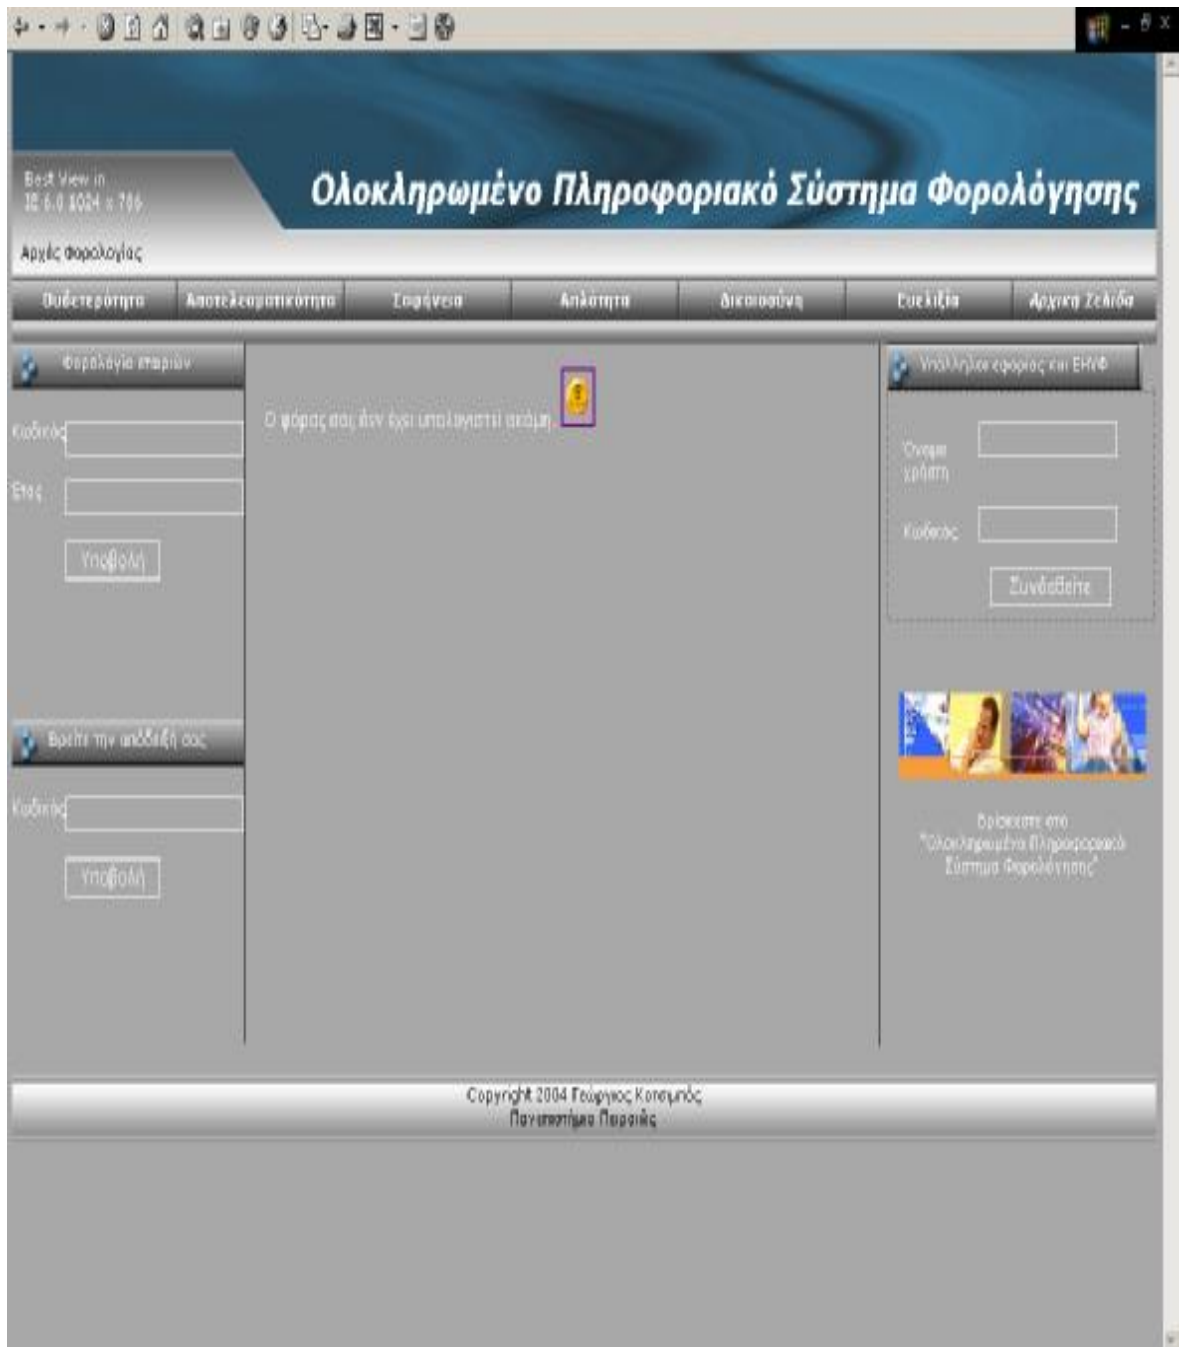 Best View in
IE 6.0 1024 x 786
Ολοκληρωμένο Πληροφοριακό Σύστημα Φορολόγησης
Αρχές Φορολογίας
Ουδετερότητα Αποτελεσματικότητα Σαφήνεια Απλότητα Δικαιοσύνη Ευελιξία Αρχική Σελίδα
Φορολογία εταιριών
Κωδικός
Έτος
Υποβολή
Βρείτε την απόδειξή σας
Κωδικός
Υποβολή
Ο φόρος σας δεν έχει υπολογιστεί ακόμη
Υπάλληλοι εφορίας και ΕΗΥΦ
Όνομα
χρήστη
Κωδικός
Συνδεθείτε
Βρίσκεστε στο
"Ολοκληρωμένο Πληροφοριακό
Σύστημα Φορολόγησης"
Copyright 2004 Γεώργιος
Πανεπιστήμιο Πειραιώς